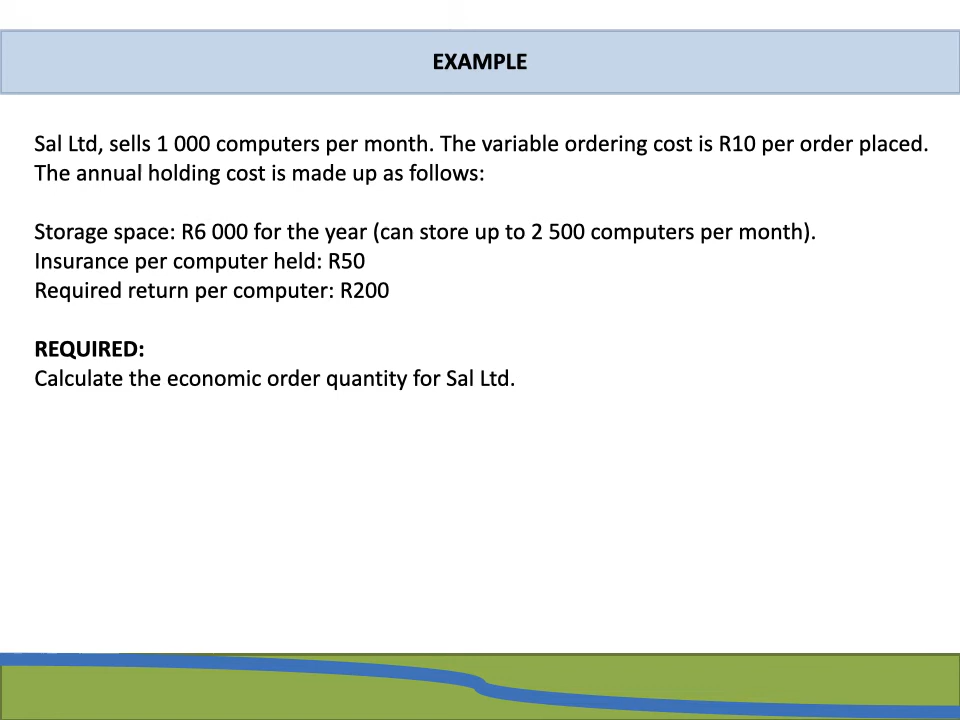 EXAMPLE
Sal Ltd, sells 1 000 computers per month. The variable ordering cost is R10 per order placed.
The annual holding cost is made up as follows:
Storage space: R6 000 for the year (can store up to 2 500 computers per month).
Insurance per computer held: R50
Required return per computer: R200
REQUIRED:
Calculate the economic order quantity for Sal Ltd.